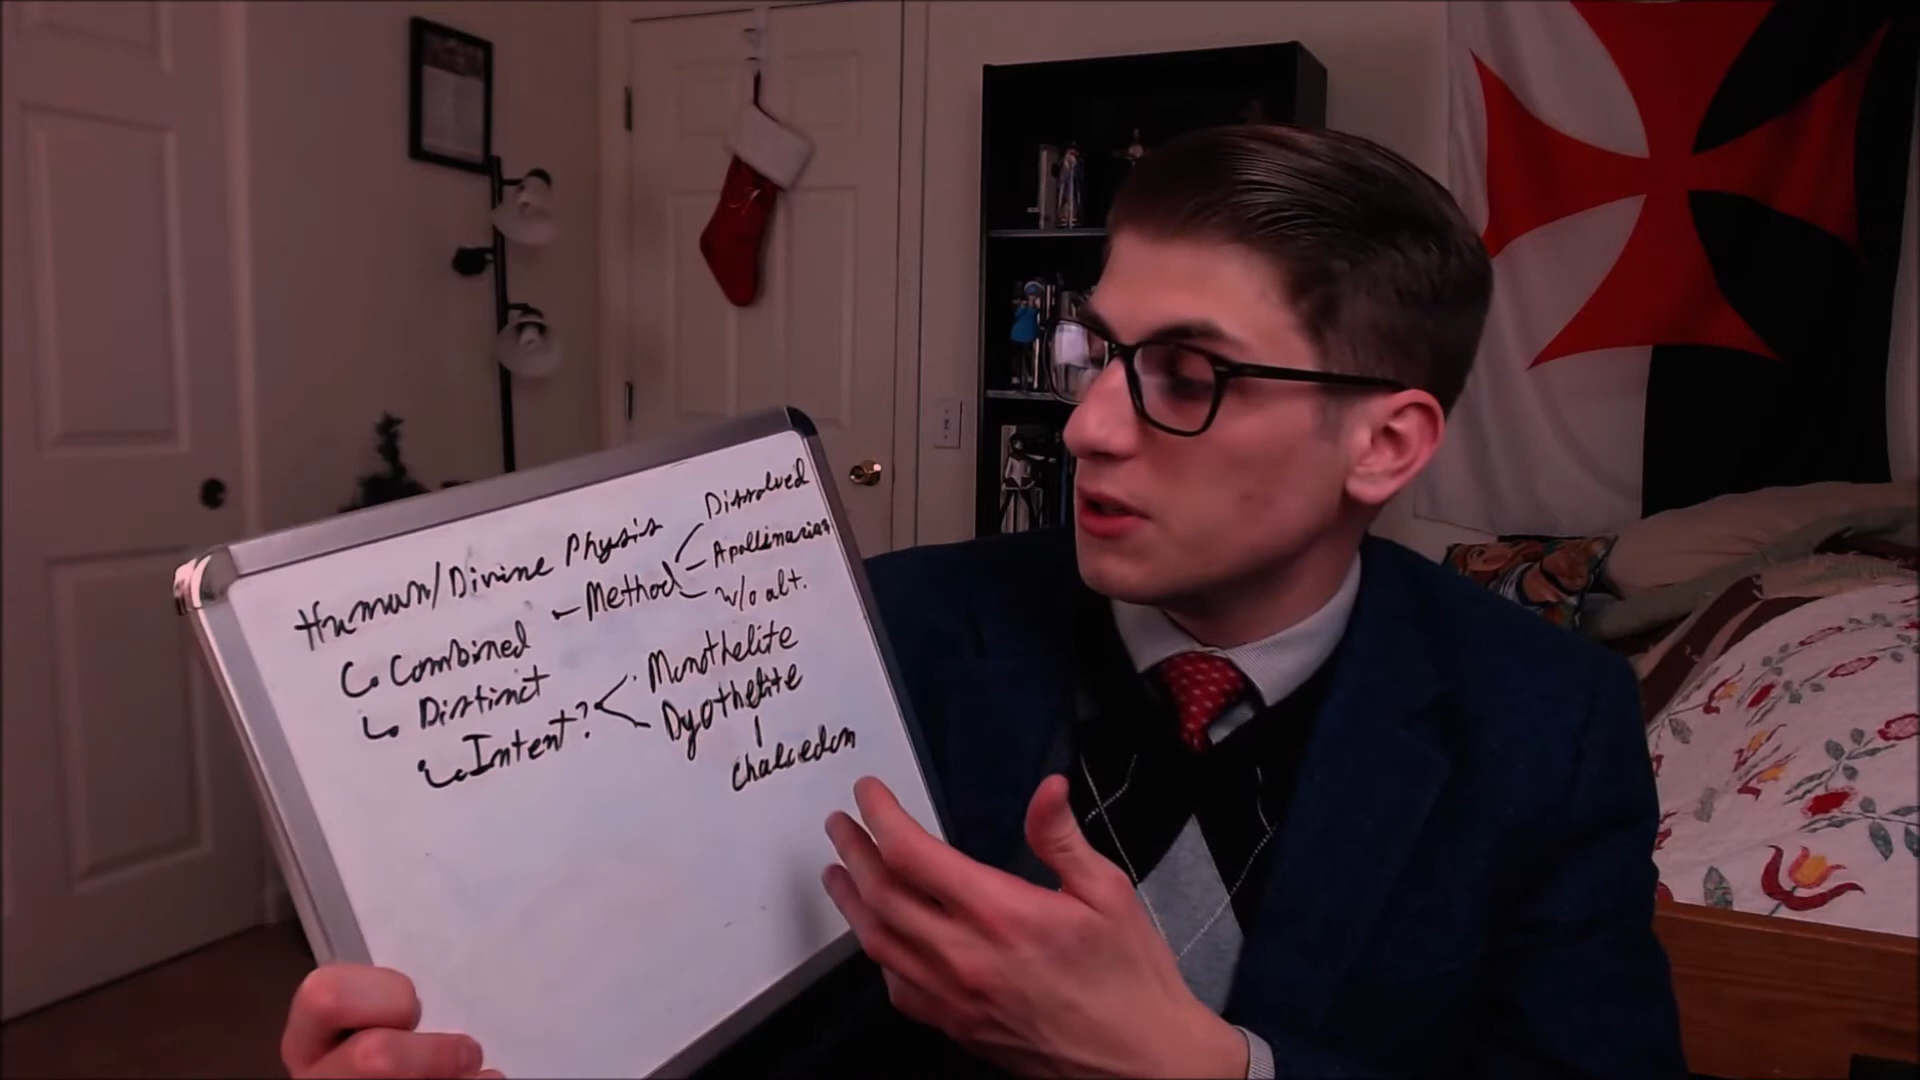 Human/Divine Physis
Combined
Distinct
Intent?
Method
Dissolved
Apollinarian
w/o alt.
Monothelite
Dyothelite
Chalcedon